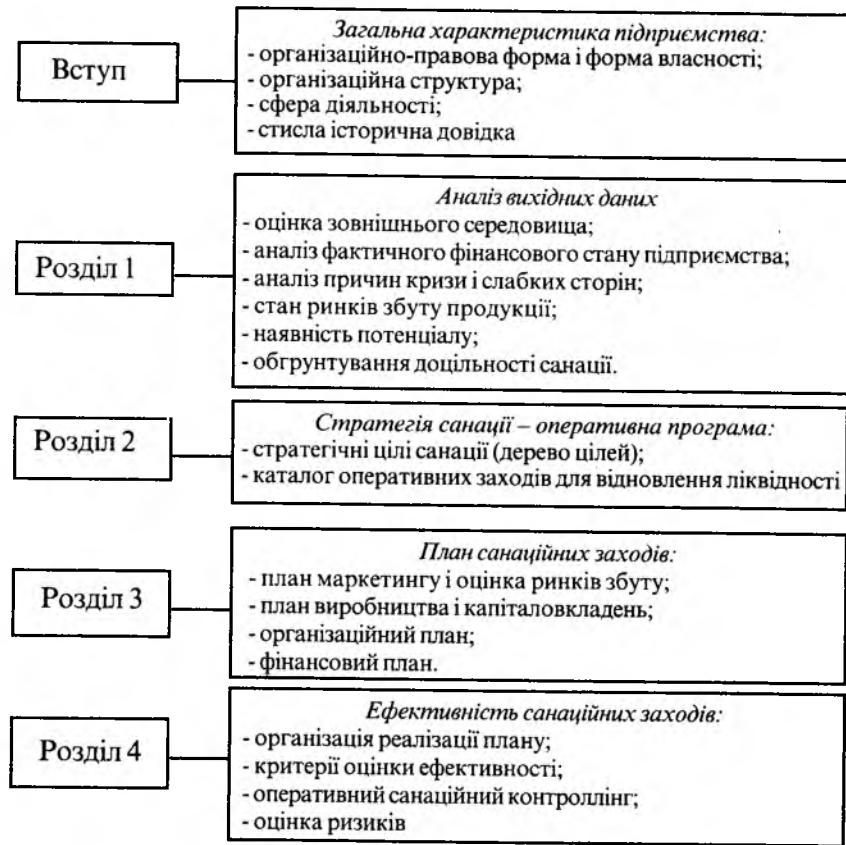 Вступ
Загальна характеристика підприємства:
- організаційно-правова форма і форма власності;
- організаційна структура;
- сфера діяльності;
- стисла історична довідка
Розділ 1
Аналіз вихідних даних
- оцінка зовнішнього середовища;
- аналіз фактичного фінансового стану підприємства;
- аналіз причин кризи і слабких сторін;
- стан ринків збуту продукції;
- наявність потенціалу;
- обгрунтування доцільності санації.
Розділ 2
Стратегія санації – оперативна програма:
- стратегічні цілі санації (дерево цілей);
- каталог оперативних заходів для відновлення ліквідності
Розділ 3
План санаційних заходів:
- план маркетингу і оцінка ринків збуту;
- план виробництва і капіталовкладень;
- організаційний план;
- фінансовий план.
Розділ 4
Ефективність санаційних заходів:
- організація реалізації плану;
- критерії оцінки ефективності;
- оперативний санаційний контроллінг;
- оцінка ризиків